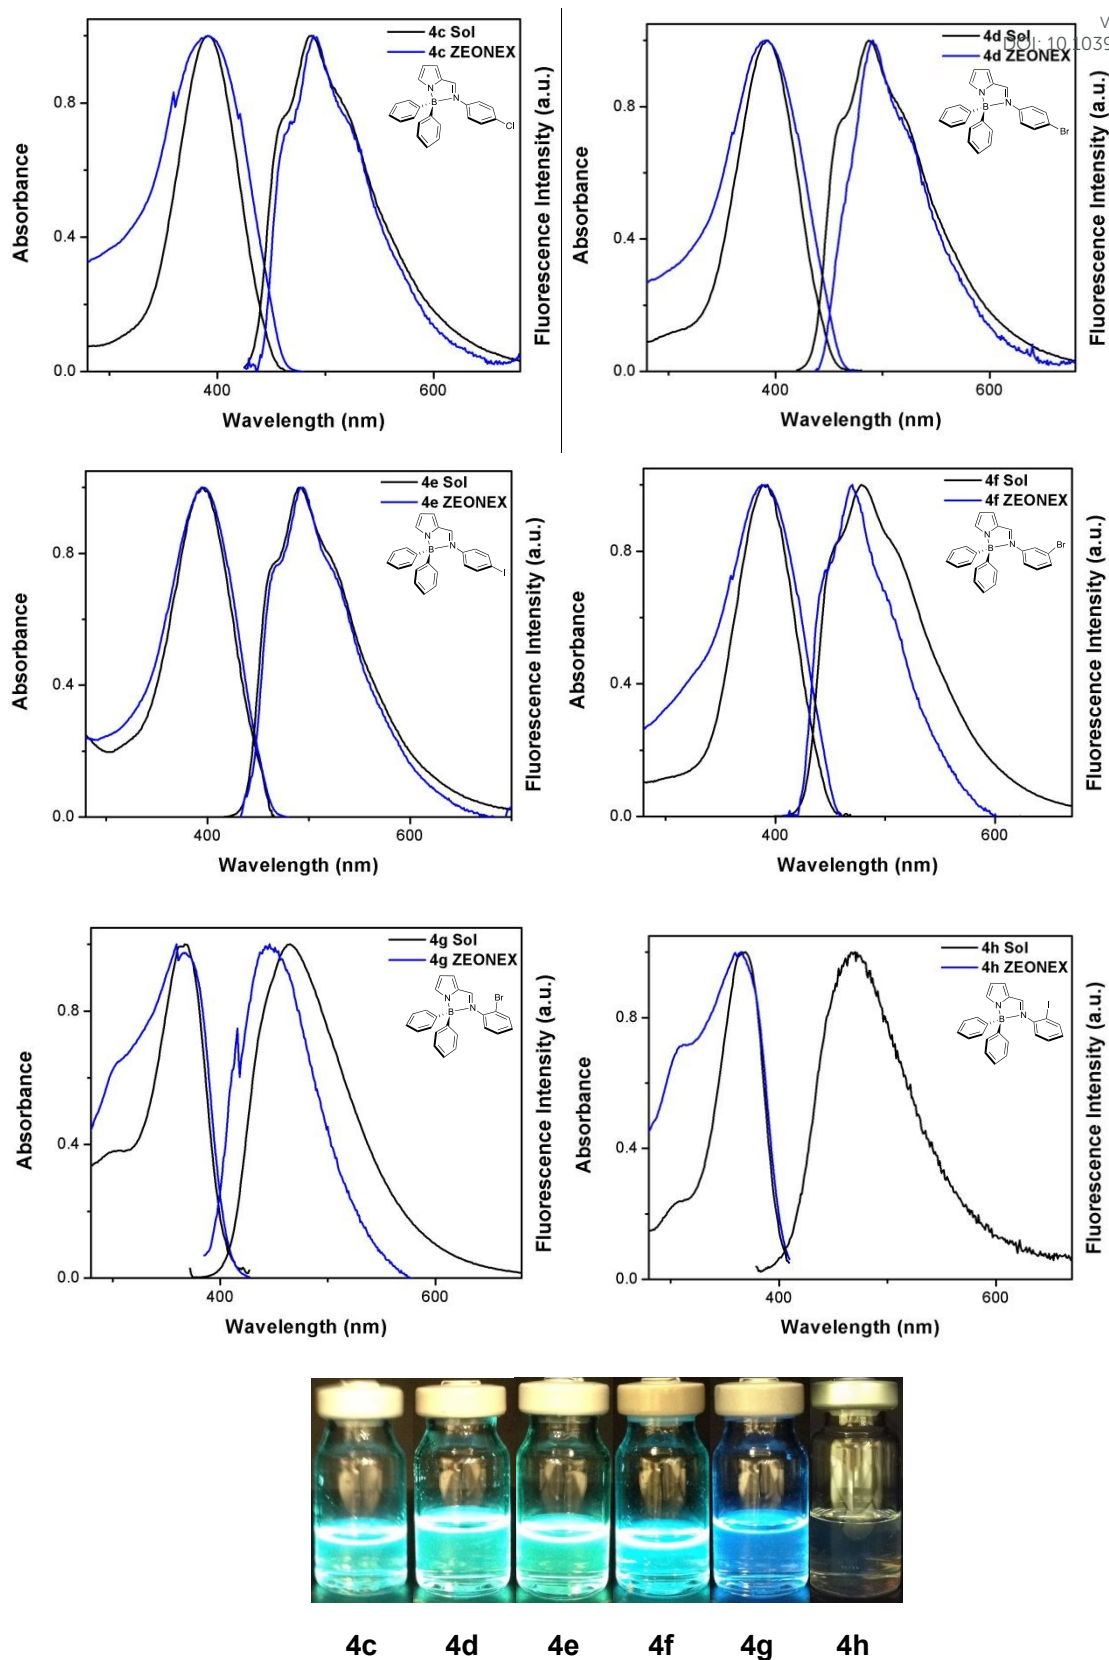 V
DOI: 10.1039
4c Sol
4c ZEONEX
N
B
N
Cl
0.8
0.4
0.0
400
600
Absorbance
Fluorescence Intensity (a.u.)
Wavelength (nm)
4d Sol
4d ZEONEX
N
B
N
Br
0.8
0.4
0.0
400
600
Absorbance
Fluorescence Intensity (a.u.)
Wavelength (nm)
4e Sol
4e ZEONEX
N
B
N
I
0.8
0.4
0.0
400
600
Absorbance
Fluorescence Intensity (a.u.)
Wavelength (nm)
4f Sol
4f ZEONEX
N
B
N
Br
0.8
0.4
0.0
400
600
Absorbance
Fluorescence Intensity (a.u.)
Wavelength (nm)
4g Sol
4g ZEONEX
N
B
N
Br
0.8
0.4
0.0
400
600
Absorbance
Fluorescence Intensity (a.u.)
Wavelength (nm)
4h Sol
4h ZEONEX
N
B
N
I
0.8
0.4
0.0
400
600
Absorbance
Fluorescence Intensity (a.u.)
Wavelength (nm)
4c 4d 4e 4f 4g 4h